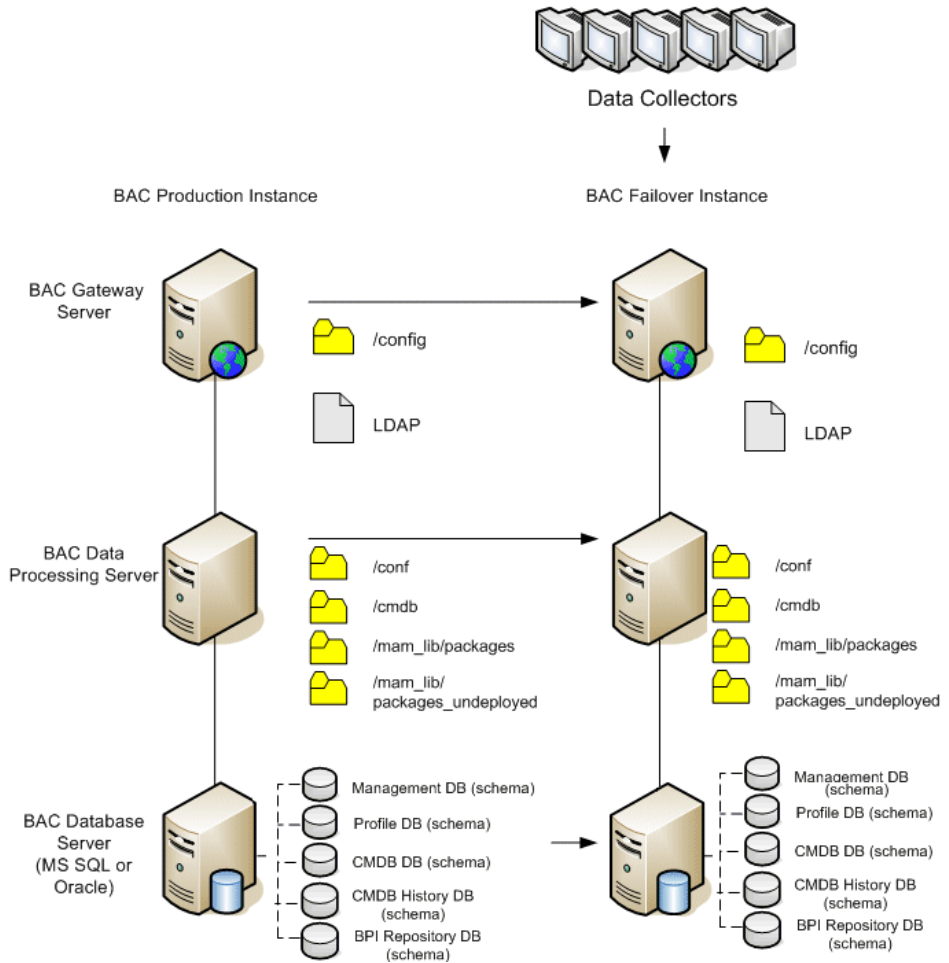 Data Collectors
BAC Production Instance
BAC Failover Instance
BAC Gateway
Server
/config
LDAP
/config
LDAP
BAC Data
Processing Server
/conf
/cmdb
/mam_lib/packages
/mam_lib/
packages_undeployed
/conf
/cmdb
/mam_lib/packages
/mam_lib/
packages_undeployed
BAC Database
Server
(MS SQL or
Oracle)
Management DB (schema)
Profile DB (schema)
CMDB DB (schema)
CMDB History DB
(schema)
BPI Repository DB
(schema)
Management DB
(schema)
Profile DB (schema)
CMDB DB (schema)
CMDB History DB
(schema)
BPI Repository DB
(schema)